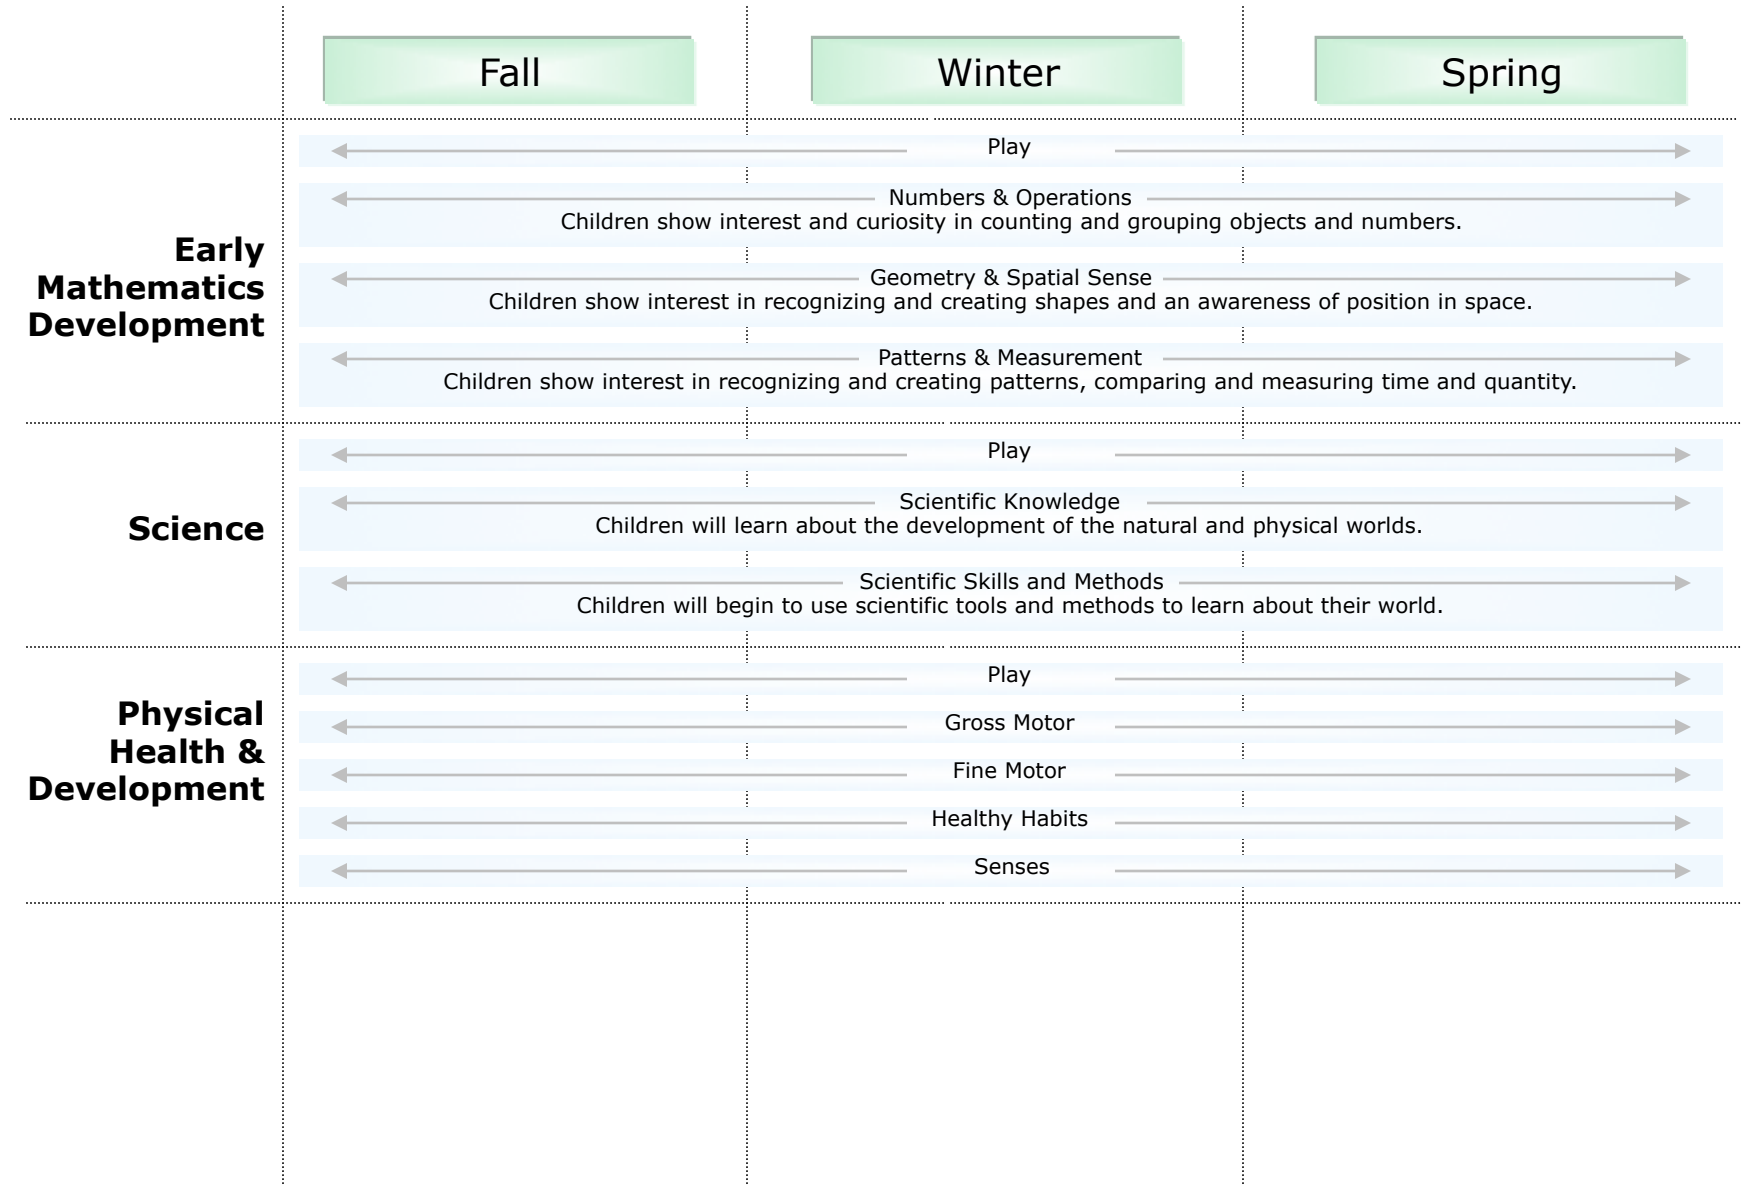 Fall
Winter
Spring
Early
Mathematics
Development
Play
Numbers & Operations
Children show interest and curiosity in counting and grouping objects and numbers.
Geometry & Spatial Sense
Children show interest in recognizing and creating shapes and an awareness of position in space.
Patterns & Measurement
Children show interest in recognizing and creating patterns, comparing and measuring time and quantity.
Science
Play
Scientific Knowledge
Children will learn about the development of the natural and physical worlds.
Scientific Skills and Methods
Children will begin to use scientific tools and methods to learn about their world.
Physical
Health &
Development
Play
Gross Motor
Fine Motor
Healthy Habits
Senses